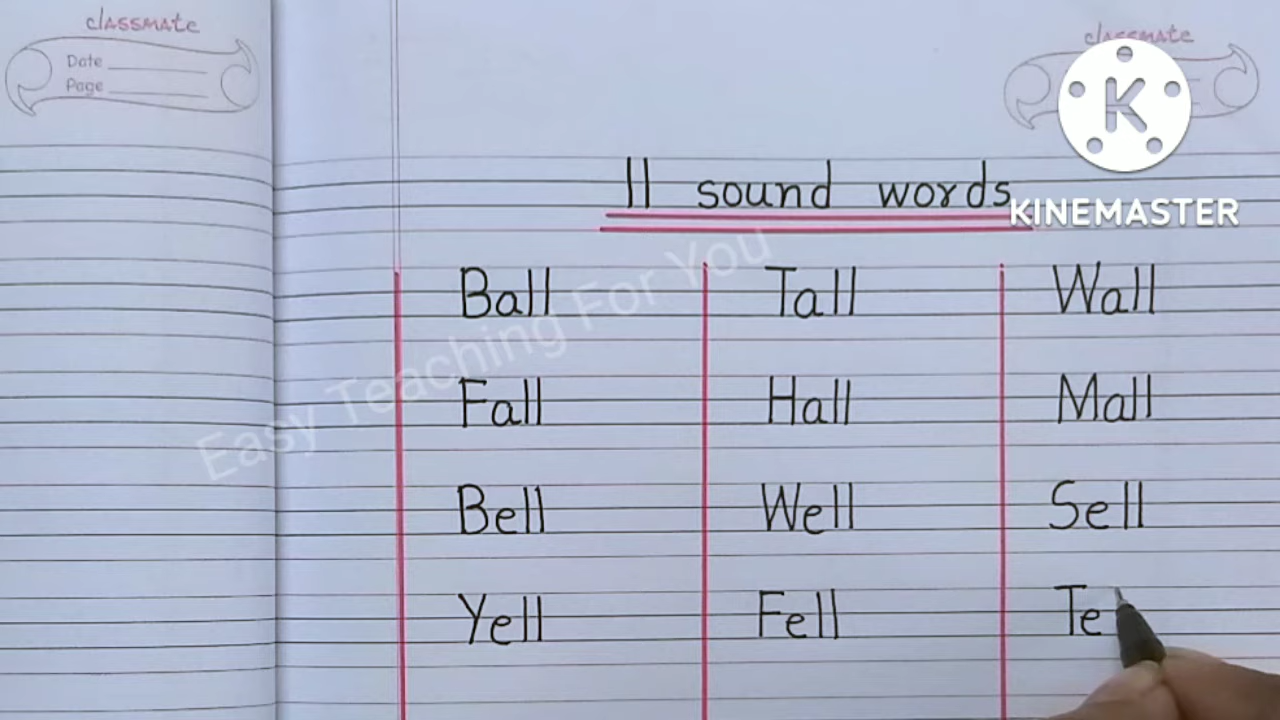 classmate
Date
Page
classmate
KINEMASTER
ll sound words
Easy Teaching For You
Ball Tall Wall
Fall Hall Mall
Bell Well Sell
Yell Fell Te